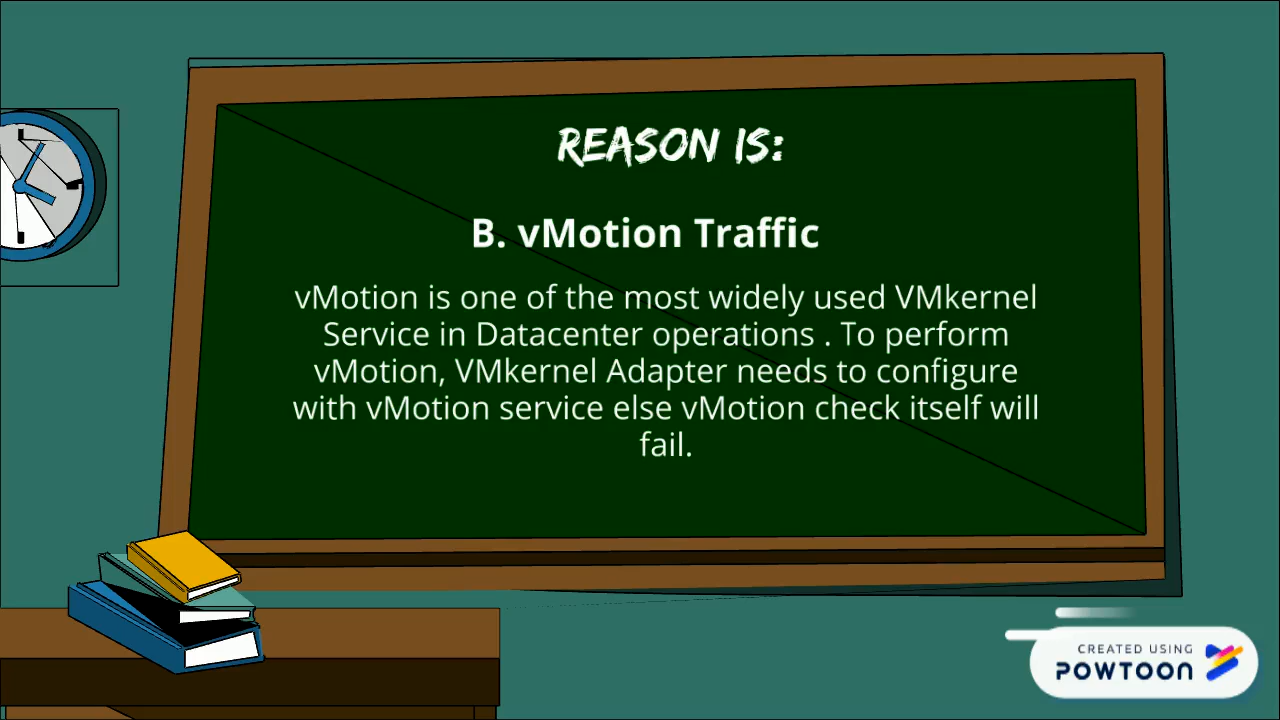 REASON IS:
B. vMotion Traffic
vMotion is one of the most widely used VMkernel
Service in Datacenter operations . To perform
vMotion, VMkernel Adapter needs to configure
with vMotion service else vMotion check itself will
fail.
CREATED USING
POWTOON